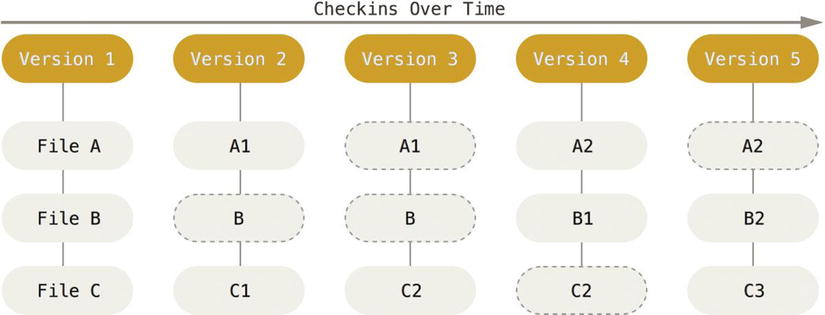 Checkins Over Time
Version 1 Version 2 Version 3 Version 4 Version 5
File A A1 A1 A2 A2
File B B B B1 B2
File C C1 C2 C2 C3